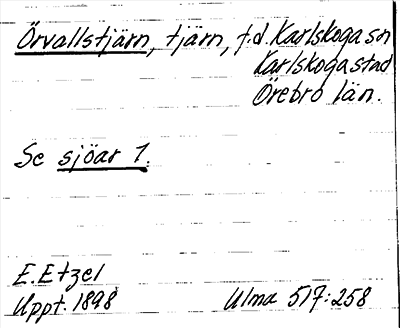 Örvallstjärn, tjärn, f.d. Karlskoga sn
Karlskoga stad
Örebro län.
Se sjöar 1.
E. Etzel
Uppt. 1898
Ulma 517:258